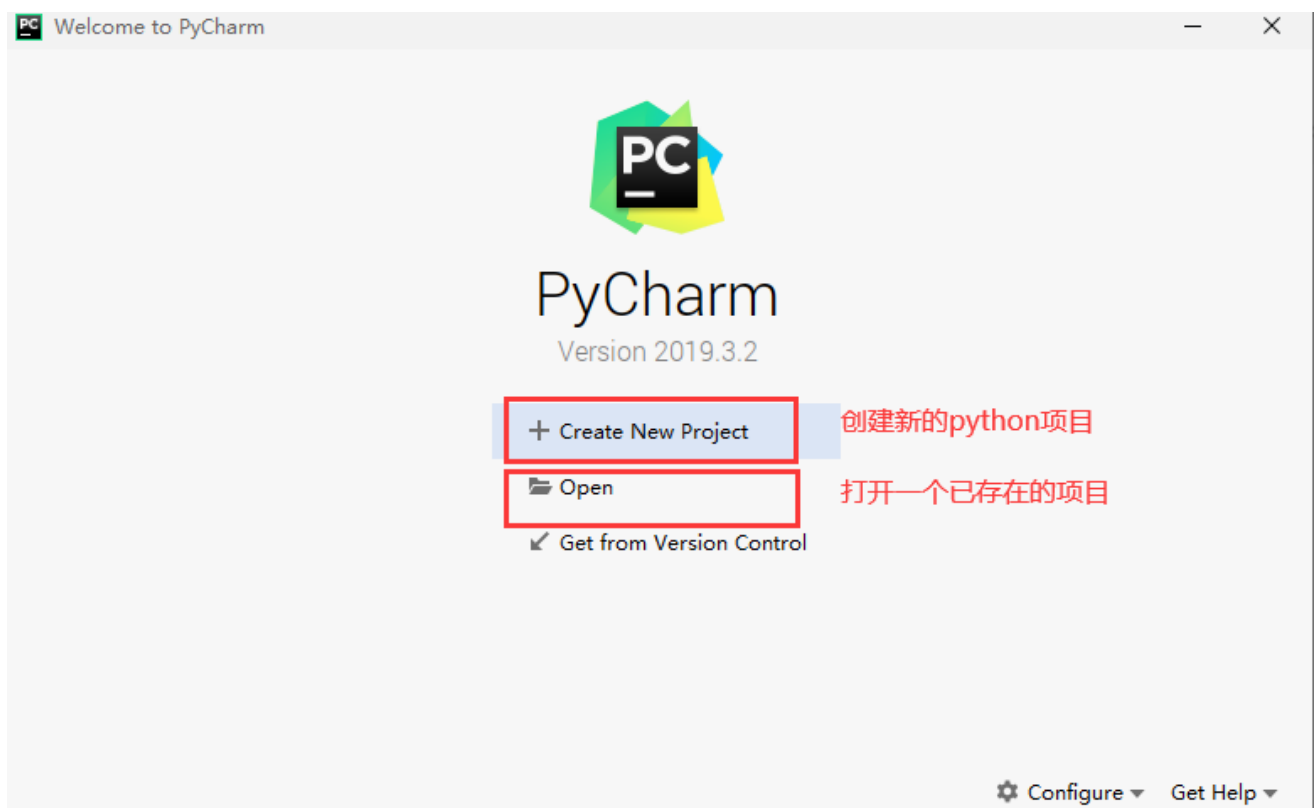 Welcome to PyCharm
PC
PyCharm
Version 2019.3.2
Create New Project
创建新的python项目
Open
打开一个已存在的项目
Get from Version Control
Configure
Get Help